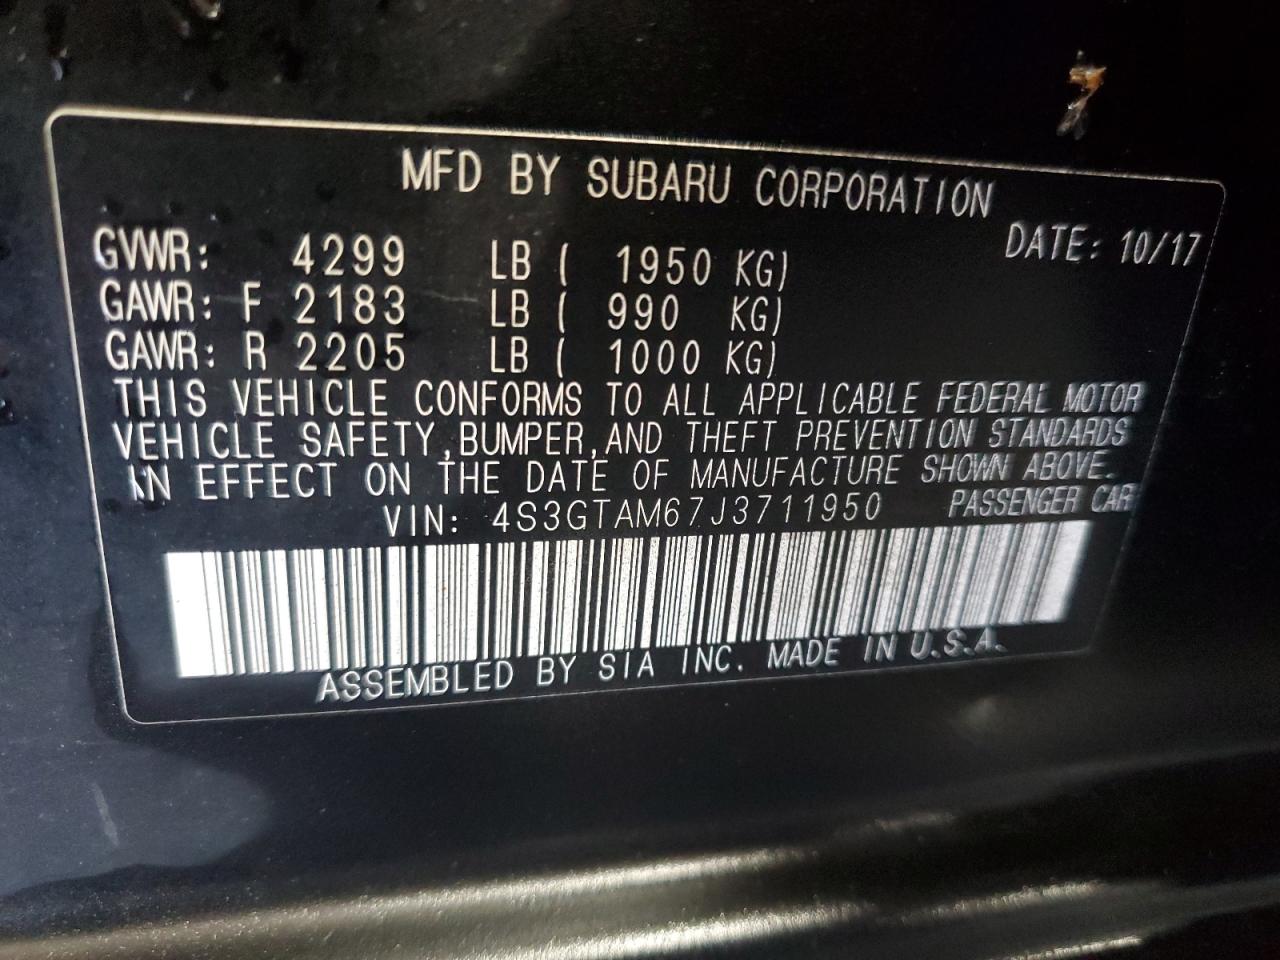 MFD BY SUBARU CORPORATION
DATE: 10/17
GVWR: 4299 LB ( 1950 KG)
GAWR: F 2183 LB ( 990 KG)
GAWR: R 2205 LB ( 1000 KG)
THIS VEHICLE CONFORMS TO ALL APPLICABLE FEDERAL MOTOR
VEHICLE SAFETY,BUMPER,AND THEFT PREVENTION STANDARDS
IN EFFECT ON THE DATE OF MANUFACTURE SHOWN ABOVE.
VIN: 4S3GTAM67J3711950 PASSENGER CAR
ASSEMBLED BY SIA INC. MADE IN U.S.A.